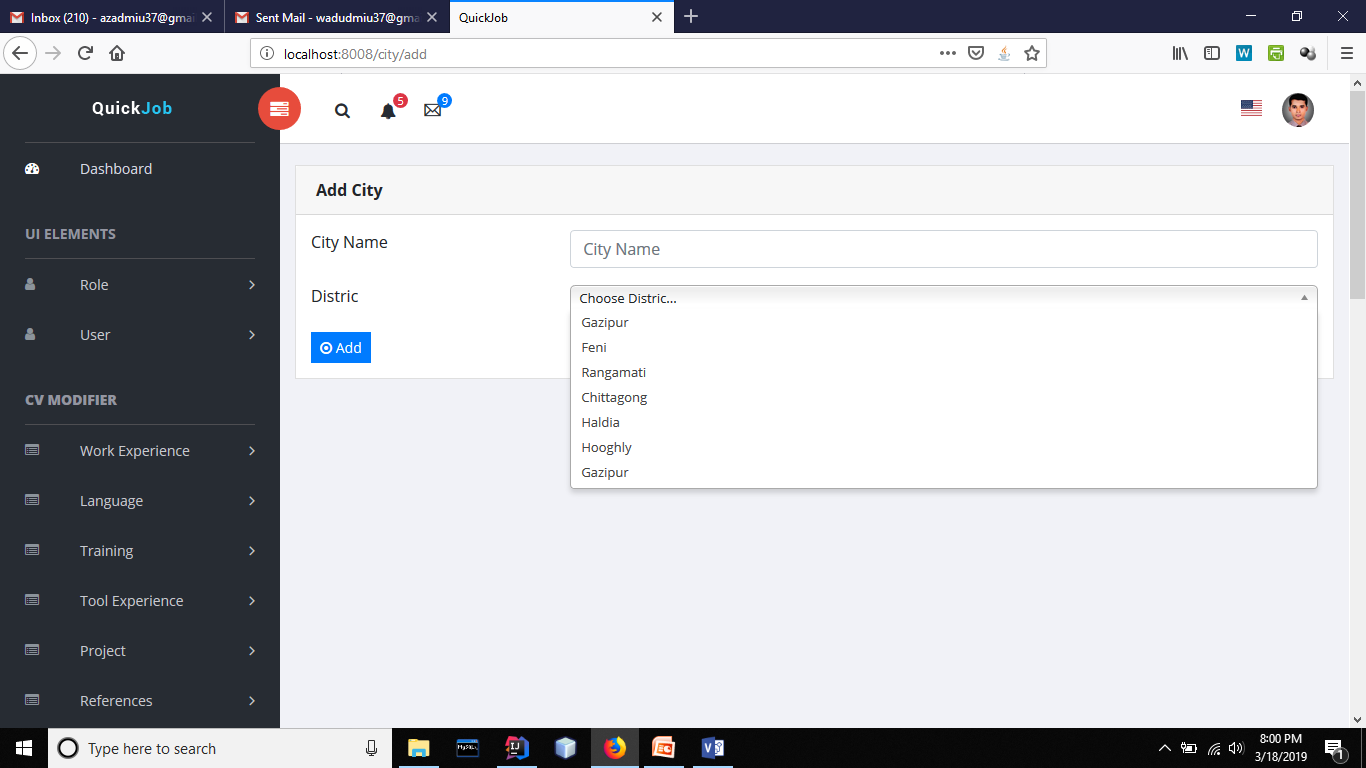 Inbox (210) - azadmiu37@gmai
Sent Mail - wadudmiu37@gma
QuickJob
localhost:8008/city/add
W
QuickJob
5
9
Dashboard
UI ELEMENTS
Role
User
CV MODIFIER
Work Experience
Language
Training
Tool Experience
Project
References
Add City
City Name
City Name
Distric
Choose Distric...
Gazipur
Feni
Rangamati
Chittagong
Haldia
Hooghly
Gazipur
Add
Type here to search
MySQL
8:00 PM
3/18/2019
1